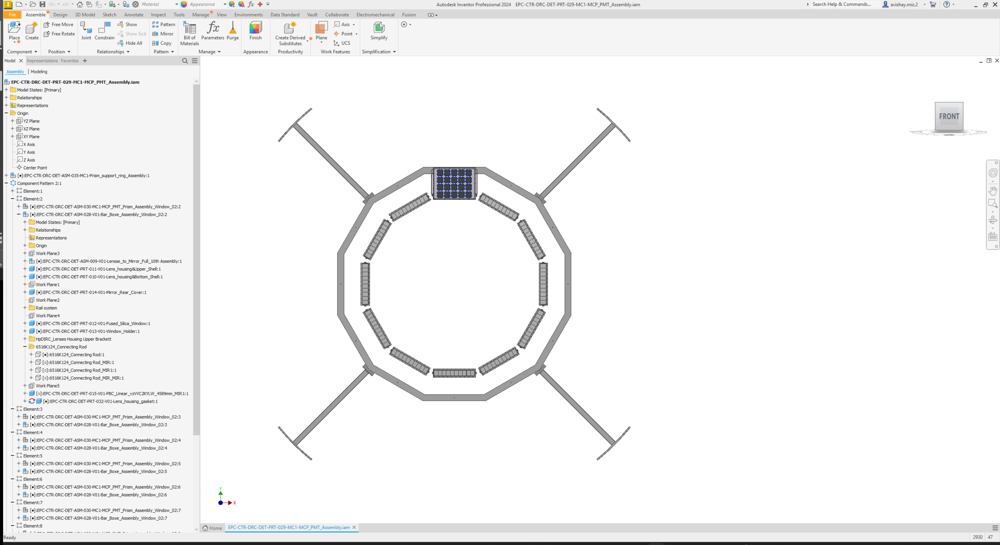 Material
Appearance
Autodesk Inventor Professional 2024 EPC-CTR-DRC-DET-PRT-029-MC1-MCP_PMT_Assembly.iam
Search Help & Commands...
avishay.miz.2
File Assemble Design 3D Model Sketch Annotate Inspect Tools Manage View Environments Data Standard Vault Collaborate Electromechanical Fusion
Place
Create
Free Move
Free Rotate
Joint
Constrain
Show
Show Sick
Hide All
Pattern
Mirror
Copy
Bill of
Materials
Parameters
Purge
Finish
Create Derived
Substitutes
Plane
Axis
Point
UCS
Simplify
Component Position Relationships Pattern Manage Appearance Productivity Work Features Simplification
Model Representations Favorites
Assembly | Modeling
EPC-CTR-DRC-DET-PRT-029-MC1-MCP_PMT_Assembly.iam
Model States: [Primary]
Relationships
Representations
Origin
YZ Plane
XZ Plane
XY Plane
X Axis
Y Axis
Z Axis
Center Point
[•]:EPC-CTR-DRC-DET-ASM-035-MC1-Prism_support_ring_Assembly:1
Component Pattern 2:1
Element:1
Element:2
[•]:EPC-CTR-DRC-DET-ASM-030-MC1-MCP_PMT_Prism_Assembly_Window_02:2
[•]:EPC-CTR-DRC-DET-ASM-028-V01-Bar_Boxe_Assembly_Window_02:2
Model States: [Primary]
Relationships
Representations
Origin
Work Plane3
[•]:EPC-CTR-DRC-DET-ASM-009-V01-Lensse_to_Mirror_Full_10th Assembly:1
[•]:EPC-CTR-DRC-DET-PRT-011-V01-Lens_housing&Upper_Shell:1
[•]:EPC-CTR-DRC-DET-PRT-010-V01-Lens_housing&Bottom_Shell:1
Work Plane1
[•]:EPC-CTR-DRC-DET-PRT-014-V01-Mirror_Rear_Cover:1
Work Plane2
Rail system
Work Plane4
[•]:EPC-CTR-DRC-DET-PRT-012-V01-Fused_Silica_Window:1
[•]:EPC-CTR-DRC-DET-PRT-013-V01-Window_Holder:1
HpDIRC_Lenses Housing Upper Brackett
6516K124_Connecting Rod
[•]:6516K124_Connecting Rod:1
[○]:6516K124_Connecting Rod_MIR:1
[○]:6516K124_Connecting Rod_MIR1:1
[○]:6516K124_Connecting Rod_MIR_MIR:1
Work Plane5
[○]:EPC-CTR-DRC-DET-PRT-015-V01-PBC_Linear_vzVVC2KYLW_4589mm_MIR1:1
[•]:EPC-CTR-DRC-DET-PRT-032-V01-Lens_housing_gasket:1
Element:3
[•]:EPC-CTR-DRC-DET-ASM-030-MC1-MCP_PMT_Prism_Assembly_Window_02:3
[•]:EPC-CTR-DRC-DET-ASM-028-V01-Bar_Boxe_Assembly_Window_02:3
Element:4
[•]:EPC-CTR-DRC-DET-ASM-030-MC1-MCP_PMT_Prism_Assembly_Window_02:4
[•]:EPC-CTR-DRC-DET-ASM-028-V01-Bar_Boxe_Assembly_Window_02:4
Element:5
[•]:EPC-CTR-DRC-DET-ASM-030-MC1-MCP_PMT_Prism_Assembly_Window_02:5
[•]:EPC-CTR-DRC-DET-ASM-028-V01-Bar_Boxe_Assembly_Window_02:5
Element:6
[•]:EPC-CTR-DRC-DET-ASM-030-MC1-MCP_PMT_Prism_Assembly_Window_02:6
[•]:EPC-CTR-DRC-DET-ASM-028-V01-Bar_Boxe_Assembly_Window_02:6
Element:7
[•]:EPC-CTR-DRC-DET-ASM-030-MC1-MCP_PMT_Prism_Assembly_Window_02:7
[•]:EPC-CTR-DRC-DET-ASM-028-V01-Bar_Boxe_Assembly_Window_02:7
Element:8
FRONT
Y
X
Home EPC-CTR-DRC-DET-PRT-029-MC1-MCP_PMT_Assembly.iam
Ready
2930 47